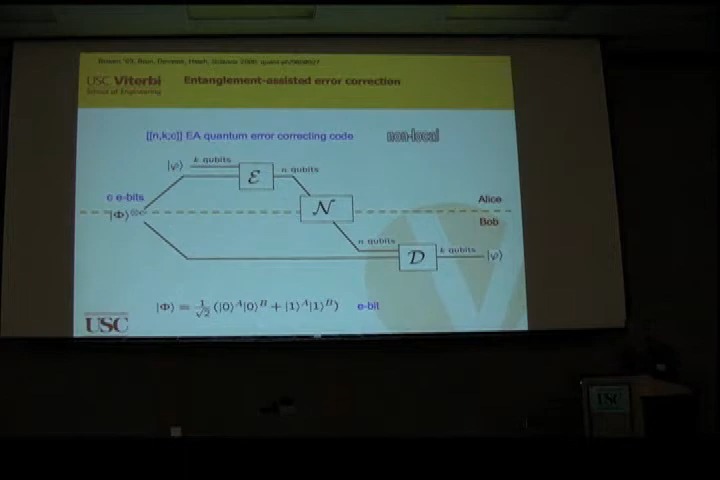 USC Viterbi
School of Engineering
Entanglement-assisted error correction
[[n,k;c]] EA quantum error correcting code
non-local
|φ⟩
k qubits
ℰ
n qubits
c e-bits
|Φ⟩⊗c
𝒩
Alice
Bob
n qubits
𝒟
k qubits
|φ⟩
|Φ⟩ = 1/√2 (|0⟩ᴬ|0⟩ᴮ + |1⟩ᴬ|1⟩ᴮ) e-bit
USC
USC